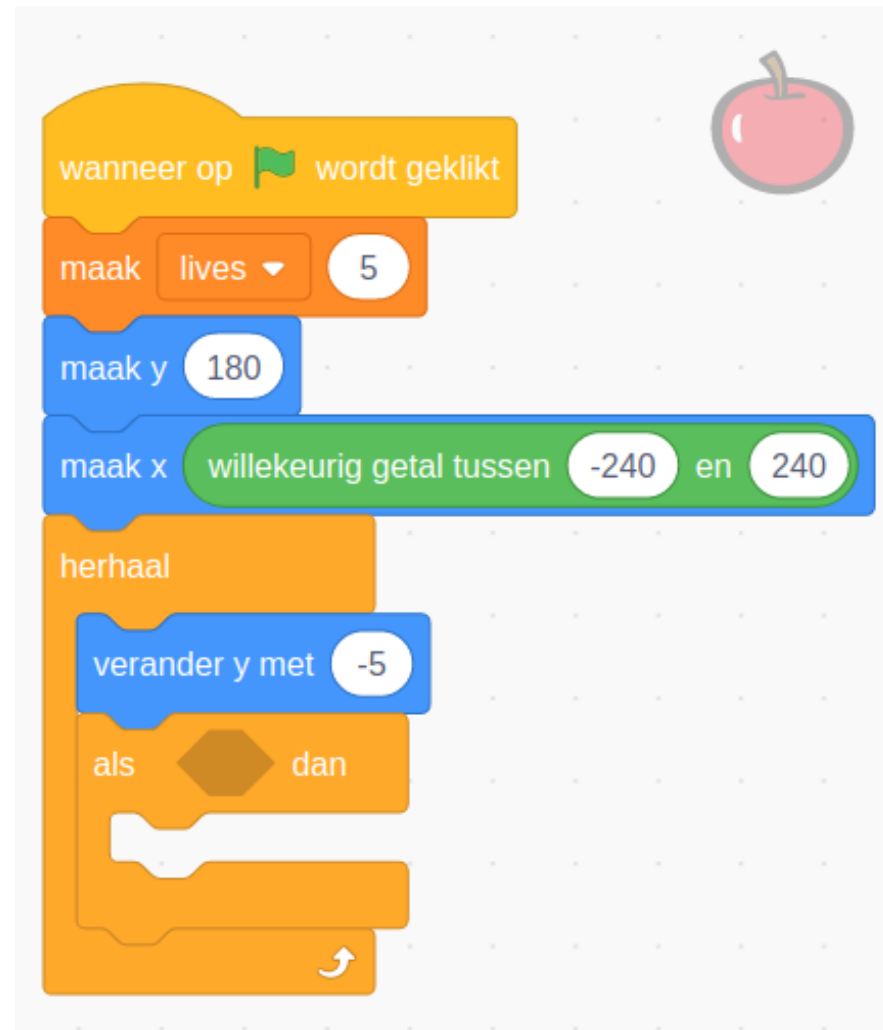 wanneer op wordt geklikt
maak lives 5
maak y 180
maak x willekeurig getal tussen -240 en 240
herhaal
verander y met -5
als dan